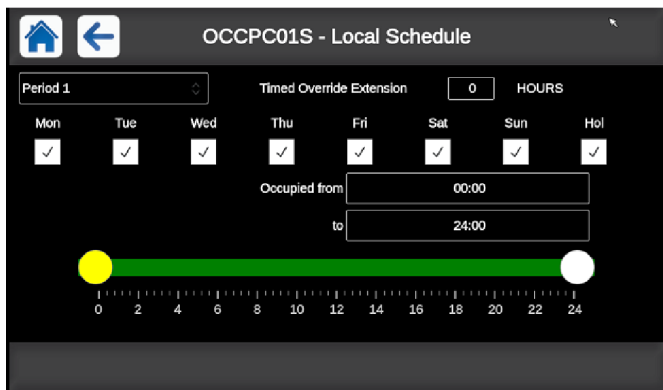 OCCPC01S - Local Schedule
Period 1 Timed Override Extension 0 HOURS
Mon Tue Wed Thu Fri Sat Sun Hol
Occupied from 00:00
to 24:00
0 2 4 6 8 10 12 14 16 18 20 22 24